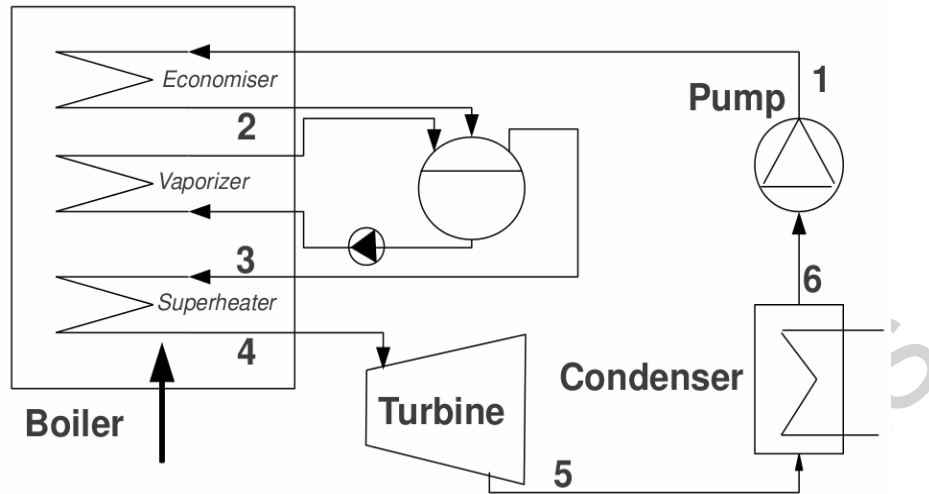 Economiser
1
Pump
2
Vaporizer
3
6
Superheater
4
Condenser
Turbine
Boiler
5